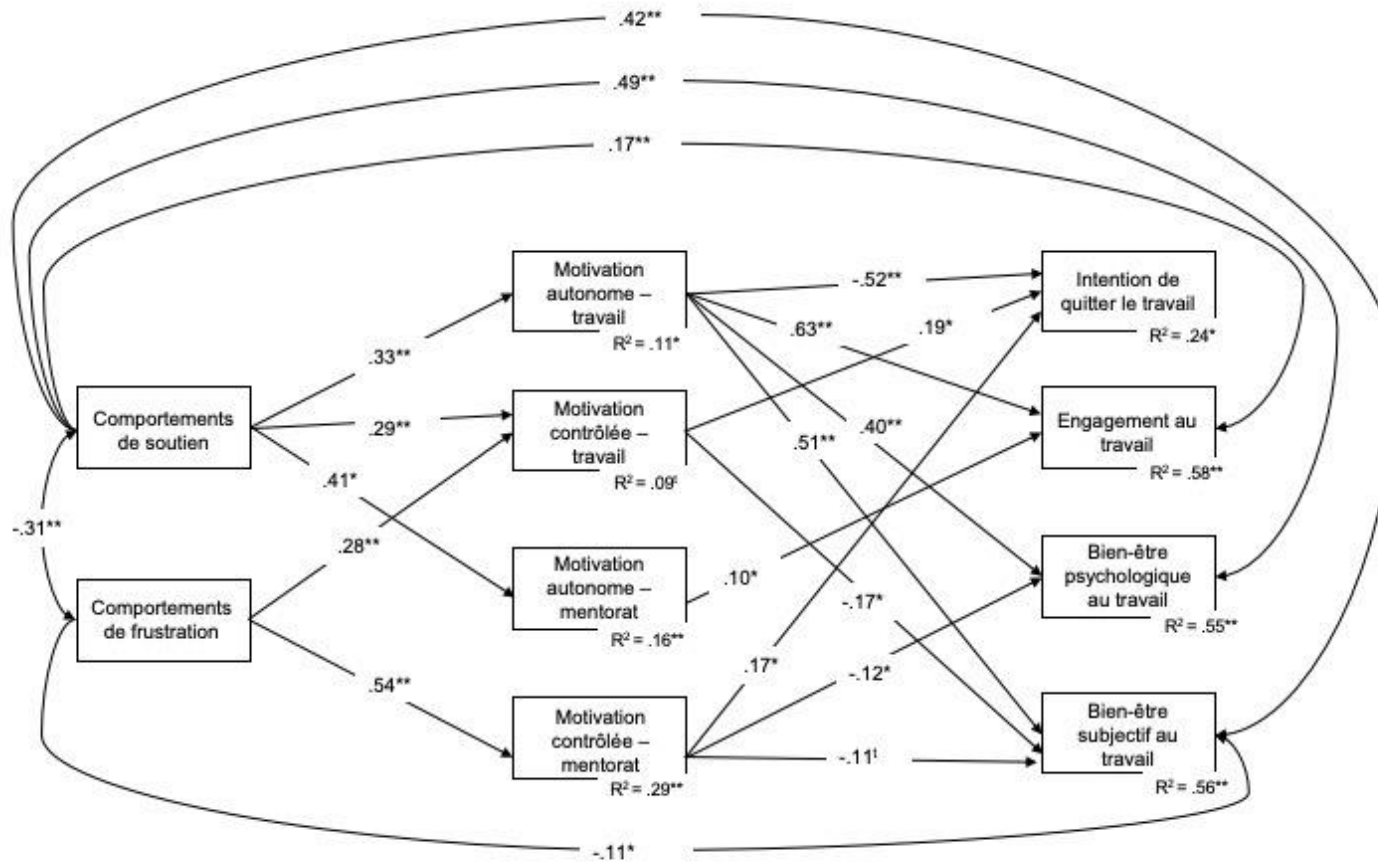 .42**
.49**
.17**
Motivation
autonome –
travail
R² = .11*
Intention de
quitter le travail
R² = .24*
-.52**
.63**
.19*
.33**
Comportements
de soutien
.29**
Motivation
contrôlée –
travail
R² = .09ᵗ
Engagement au
travail
R² = .58**
.40**
.51**
.41*
-.31**
.28**
Motivation
autonome –
mentorat
R² = .16**
.10*
Bien-être
psychologique
au travail
R² = .55**
-.17*
Comportements
de frustration
.17*
-.12*
.54**
Motivation
contrôlée –
mentorat
R² = .29**
-.11ᵗ
Bien-être
subjectif au
travail
R² = .56**
-.11*